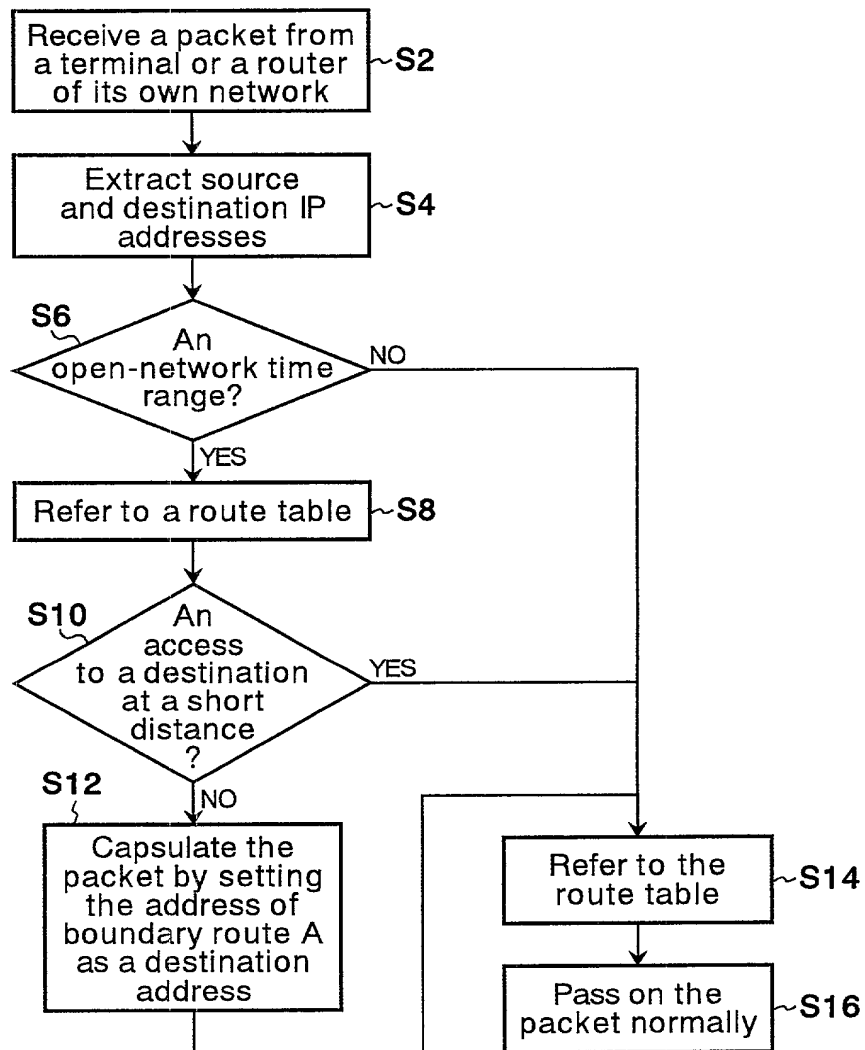 Receive a packet from
a terminal or a router
of its own network
S2
Extract source
and destination IP
addresses
S4
S6
An
open-network time
range?
NO
YES
Refer to a route table
S8
S10
An
access
to a destination
at a short
distance
?
YES
NO
S12
Capsulate the
packet by setting
the address of
boundary route A
as a destination
address
Refer to the
route table
S14
Pass on the
packet normally
S16